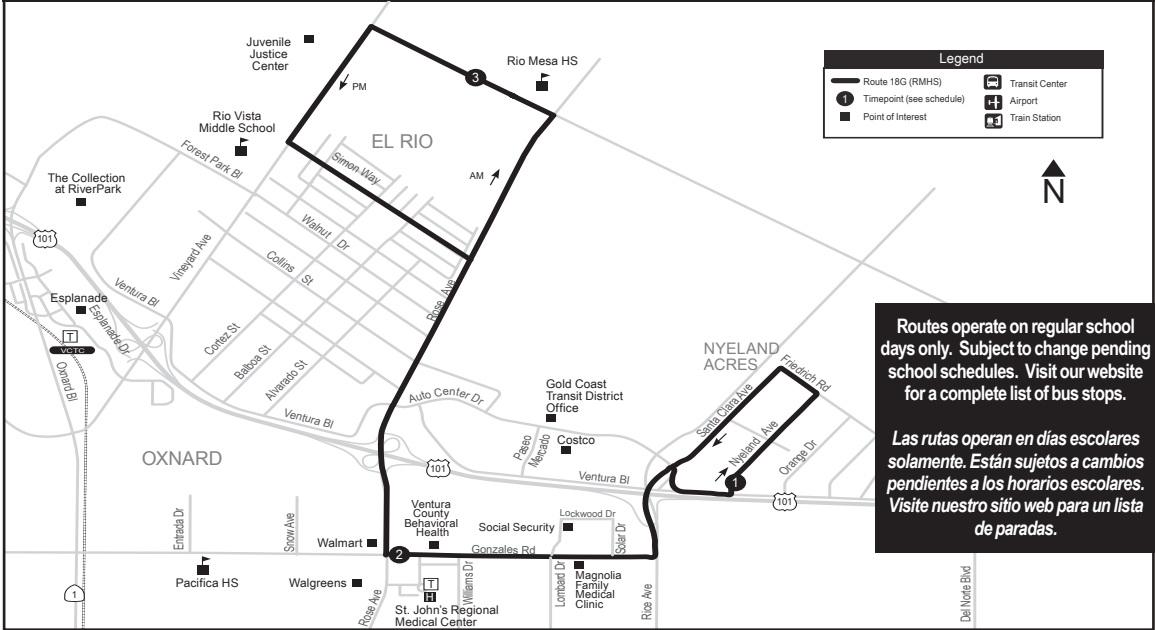 Juvenile
Justice
Center
Rio Mesa HS
3
PM
Rio Vista
Middle School
EL RIO
AM
Forest Park Bl
Simon Way
The Collection
at RiverPark
Walnut Dr
Vineyard Ave
Collins St
101
Ventura Bl
Esplanade
Esplanade Dr
T
VCTC
Oxnard Bl
Rose Ave
Cortez St
Balboa St
Alvarado St
Ventura Bl
Auto Center Dr
OXNARD
101
Gold Coast
Transit District
Office
Paseo
Mercado
Costco
Ventura Bl
NYELAND
ACRES
Santa Clara Ave
Friedrich Rd
Nyeland Ave
Orange Dr
1
101
Entrada Dr
Snow Ave
Walmart
2
Ventura
County
Behavioral
Health
Social Security
Lockwood Dr
Solar Dr
Gonzales Rd
Pacifica HS
Walgreens
1
Rose Ave
T
H
St. John's Regional
Medical Center
Williams Dr
Lombard Dr
Magnolia
Family
Medical
Clinic
Rice Ave
Del Norte Blvd
Legend
Route 18G (RMHS)
1 Timepoint (see schedule)
Point of Interest
Transit Center
Airport
Train Station
N
Routes operate on regular school
days only. Subject to change pending
school schedules. Visit our website
for a complete list of bus stops.
Las rutas operan en días escolares
solamente. Están sujetos a cambios
pendientes a los horarios escolares.
Visite nuestro sitio web para un lista
de paradas.